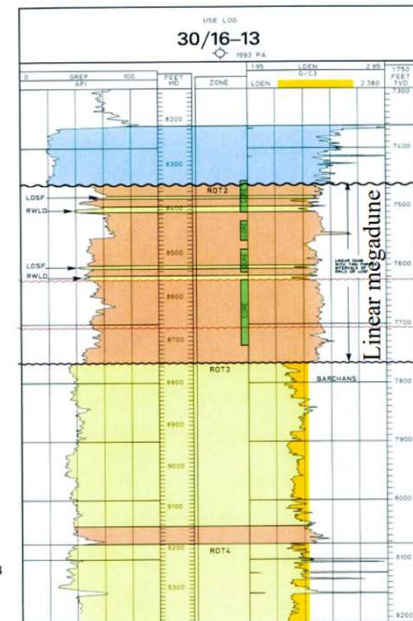 USE LOG
30/16-13
1993 PA
1.95 LDEN 2.95
G/C3
1750
FEET
TVD
0 GREP 100
API
FEET
MD
ZONE
LDEN
2.380
7300
8200
7400
8300
ROT2
LDSF
8400
RWLD
7500
8500
LDSF
7600
RWLD
8600
7700
8700
Linear megadune
ROT3
7800
8800
BARCHANS
8900
7900
9000
8000
9100
9200
ROT4
8100
9300
8200